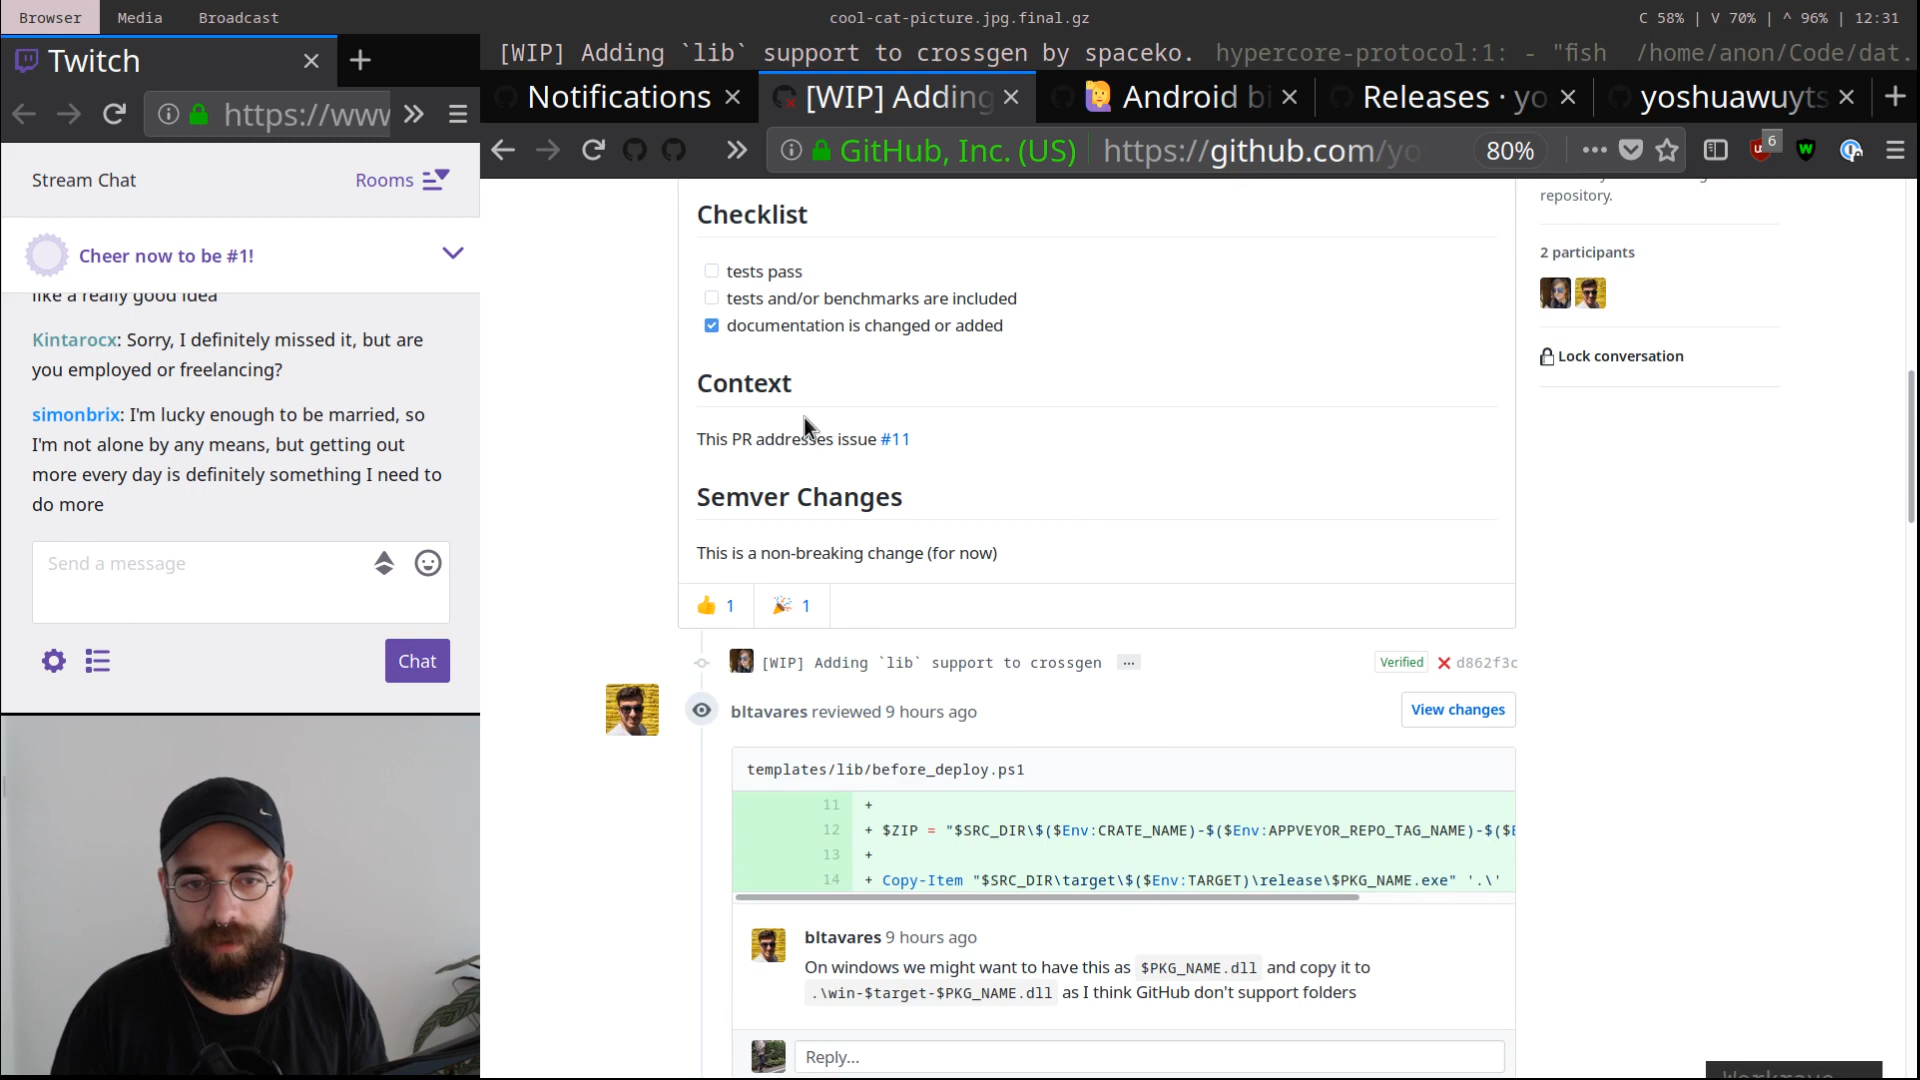 Browser Media Broadcast cool-cat-picture.jpg.final.gz C 58% | V 70% | ^ 96% | 12:31
Twitch
[WIP] Adding `lib` support to crossgen by spaceko. hypercore-protocol:1: - "fish /home/anon/Code/dat.
Notifications [WIP] Adding Android bi Releases · yo yoshuawuyts
https://www
GitHub, Inc. (US) https://github.com/yo 80% 6
Stream Chat Rooms
Cheer now to be #1!
like a really good idea
Kintarocx: Sorry, I definitely missed it, but are
you employed or freelancing?
simonbrix: I'm lucky enough to be married, so
I'm not alone by any means, but getting out
more every day is definitely something I need to
do more
Send a message
Chat
Checklist
tests pass
tests and/or benchmarks are included
documentation is changed or added
Context
This PR addresses issue #11
Semver Changes
This is a non-breaking change (for now)
👍 1 🎉 1
[WIP] Adding `lib` support to crossgen ... Verified ✕ d862f3c
bltavares reviewed 9 hours ago View changes
templates/lib/before_deploy.ps1
11 +
12 + $ZIP = "$SRC_DIR\$($Env:CRATE_NAME)-$($Env:APPVEYOR_REPO_TAG_NAME)-$($E
13 +
14 + Copy-Item "$SRC_DIR\target\$($Env:TARGET)\release\$PKG_NAME.exe" '.\'
bltavares 9 hours ago
On windows we might want to have this as $PKG_NAME.dll and copy it to
.\win-$target-$PKG_NAME.dll as I think GitHub don't support folders
Reply...
repository.
2 participants
Lock conversation
Workrave